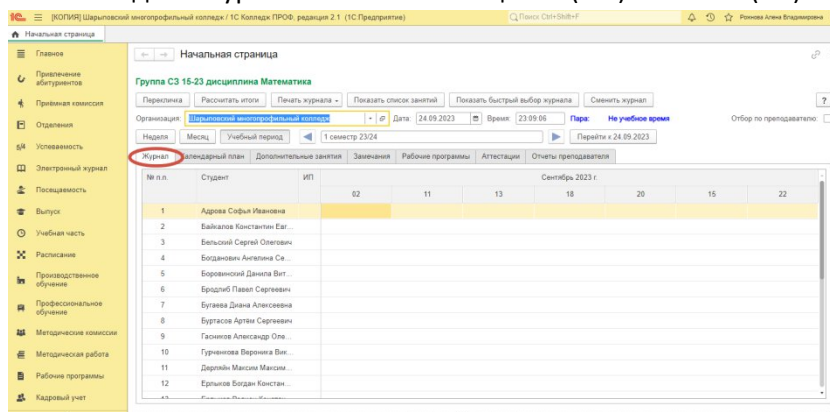 1С [КОПИЯ] Шарыповский многопрофильный колледж / 1С Колледж ПРОФ, редакция 2.1 (1С:Предприятие) Поиск Ctrl+Shift+F Ронжева Алена Владимировна
Начальная страница
Главное
Привлечение абитуриентов
Приёмная комиссия
Отделения
Успеваемость
Электронный журнал
Посещаемость
Выпуск
Учебная часть
Расписание
Производственное обучение
Профессиональное обучение
Методические комиссии
Методическая работа
Рабочие программы
Кадровый учет
Начальная страница
Группа СЗ 15-23 дисциплина Математика
Перекличка Рассчитать итоги Печать журнала Показать список занятий Показать быстрый выбор журнала Сменить журнал ?
Организация: Шарыповский многопрофильный колледж Дата: 24.09.2023 Время: 23:09:06 Пара: Не учебное время Отбор по преподавателю:
Неделя Месяц Учебный период 1 семестр 23/24 Перейти к 24.09.2023
Журнал Календарный план Дополнительные занятия Замечания Рабочие программы Аттестации Отчеты преподавателя
№ п.п. Студент ИП Сентябрь 2023 г.
02 11 13 18 20 15 22
1 Адрова Софья Ивановна
2 Байкалов Константин Евг...
3 Бельский Сергей Олегович
4 Богданович Ангелина Се...
5 Боровинский Данила Вит...
6 Бродлиб Павел Сергеевич
7 Бугаева Диана Алексеевна
8 Буртасов Артём Сергеевич
9 Гасников Александр Оле...
10 Гурченкова Вероника Вик...
11 Дерляйн Максим Максим...
12 Ерлыков Богдан Констан...